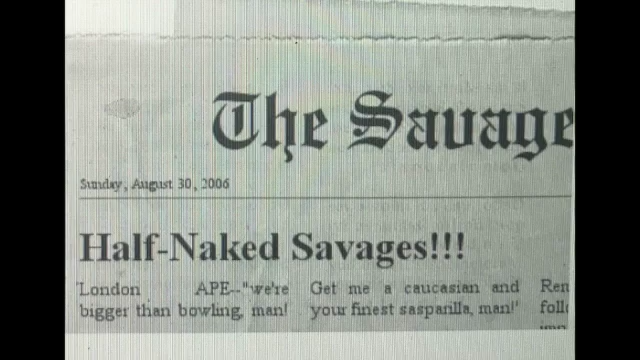 The Savage
Sunday, August 30, 2006
Half-Naked Savages!!!
London APE--"we're
bigger than bowling, man!
Get me a caucasian and
your finest sasparilla, man!'
Ren